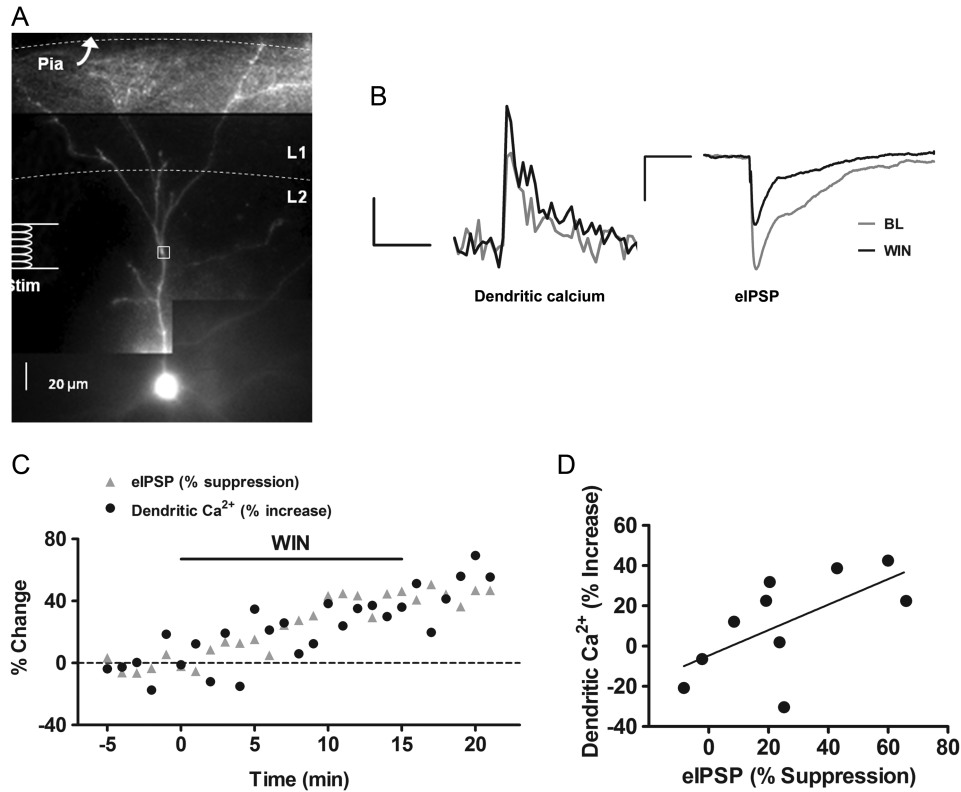 A
Pia
L1
L2
Stim
20 µm
B
BL
WIN
Dendritic calcium
eIPSP
C
eIPSP (% suppression)
Dendritic Ca²⁺ (% increase)
WIN
% Change
80
40
0
-40
-5
0
5
10
15
20
Time (min)
D
Dendritic Ca²⁺ (% Increase)
60
40
20
0
-20
-40
0
20
40
60
80
eIPSP (% Suppression)